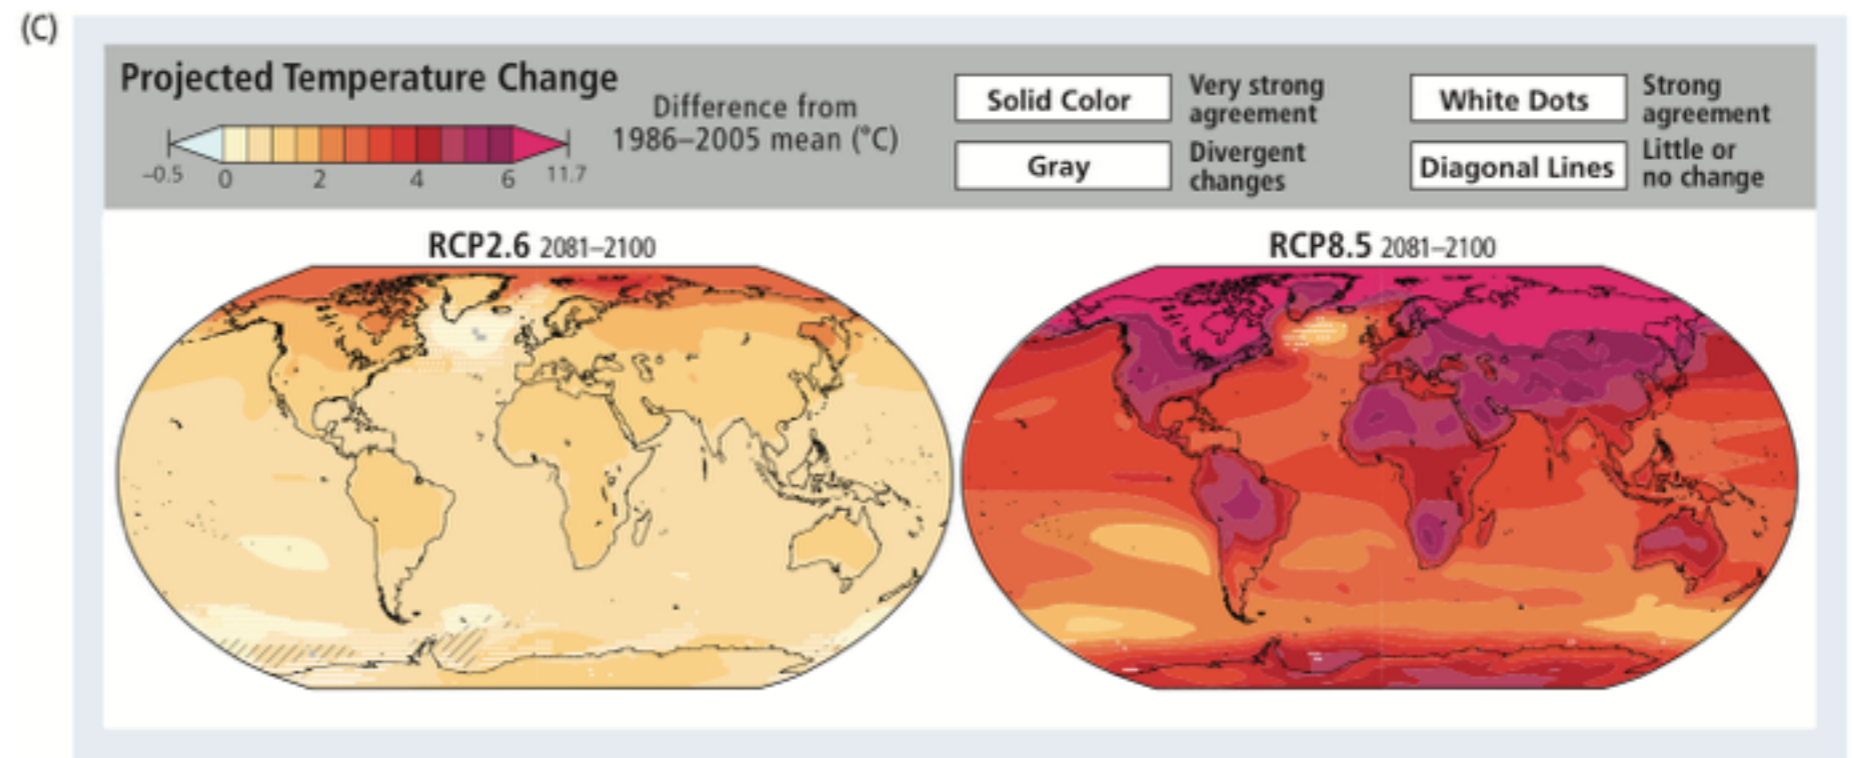 (C)
Projected Temperature Change
Difference from
1986–2005 mean (°C)
–0.5 0 2 4 6 11.7
Solid Color
Very strong
agreement
White Dots
Strong
agreement
Gray
Divergent
changes
Diagonal Lines
Little or
no change
RCP2.6 2081–2100
RCP8.5 2081–2100